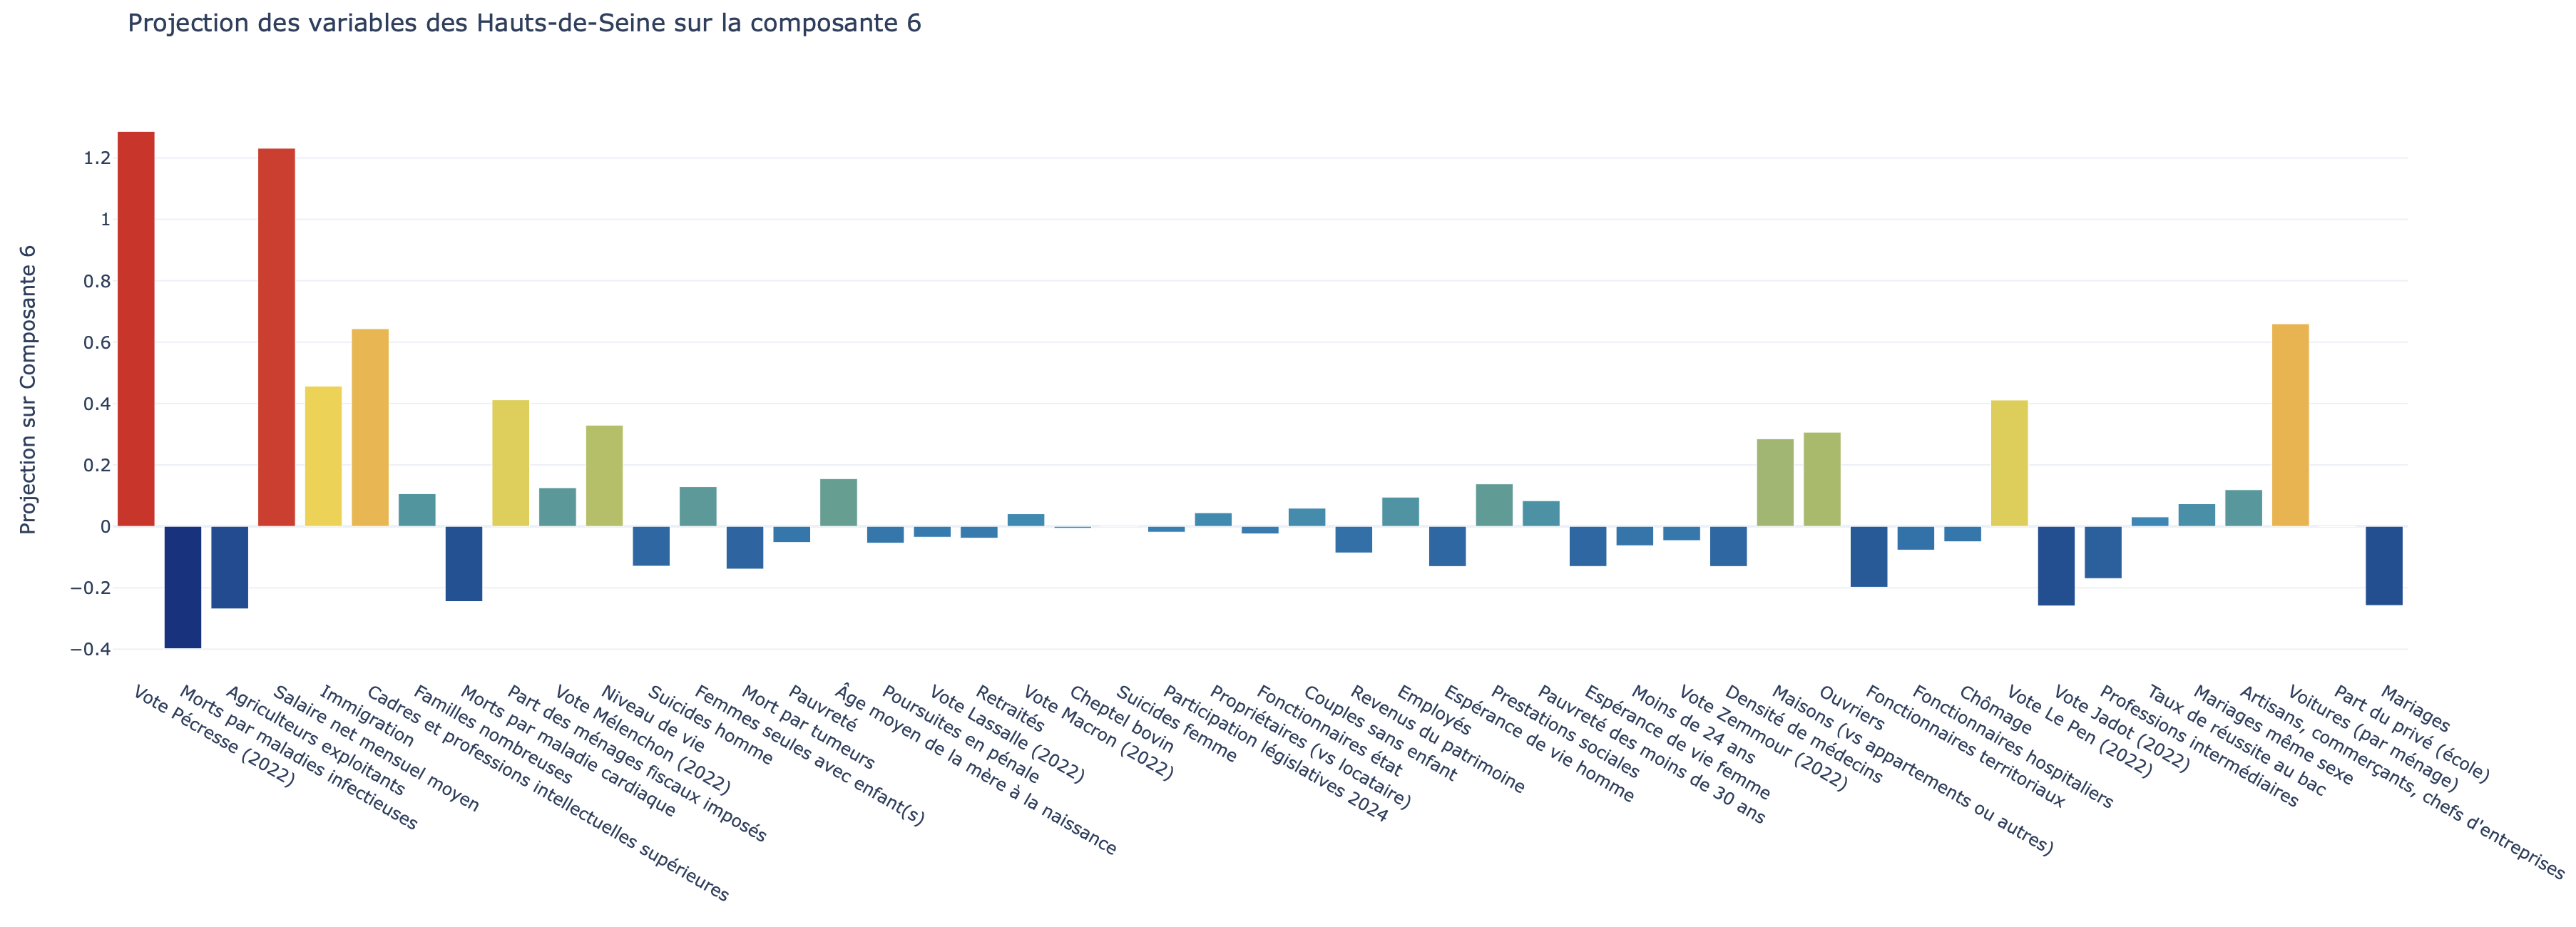 Projection des variables des Hauts-de-Seine sur la composante 6
Projection sur Composante 6
1.2
1
0.8
0.6
0.4
0.2
0
−0.2
−0.4
Vote Pécresse (2022)
Morts par maladies infectieuses
Agriculteurs exploitants
Salaire net mensuel moyen
Immigration
Cadres et professions intellectuelles supérieures
Familles nombreuses
Morts par maladie cardiaque
Part des ménages fiscaux imposés
Vote Mélenchon (2022)
Niveau de vie
Suicides homme
Femmes seules avec enfant(s)
Mort par tumeurs
Pauvreté
Âge moyen de la mère à la naissance
Poursuites en pénale
Vote Lassalle (2022)
Retraités
Vote Macron (2022)
Cheptel bovin
Suicides femme
Participation législatives 2024
Propriétaires (vs locataire)
Fonctionnaires état
Couples sans enfant
Revenus du patrimoine
Employés
Espérance de vie homme
Prestations sociales
Pauvreté des moins de 30 ans
Espérance de vie femme
Moins de 24 ans
Vote Zemmour (2022)
Densité de médecins
Maisons (vs appartements ou autres)
Ouvriers
Fonctionnaires territoriaux
Fonctionnaires hospitaliers
Chômage
Vote Le Pen (2022)
Vote Jadot (2022)
Professions intermédiaires
Taux de réussite au bac
Mariages même sexe
Artisans, commerçants, chefs d'entreprises
Voitures (par ménage)
Part du privé (école)
Mariages